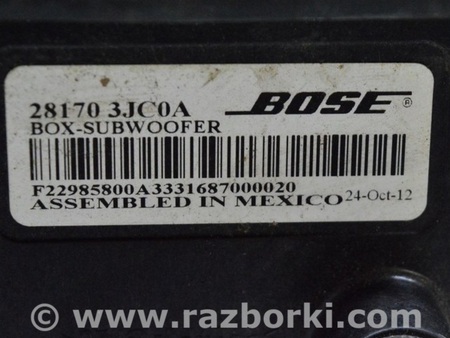 28170 3JC0A BOSE ®
BOX-SUBWOOFER
F22985800A3331687000020
ASSEMBLED IN MEXICO 24-Oct-12
© www.razborki.com